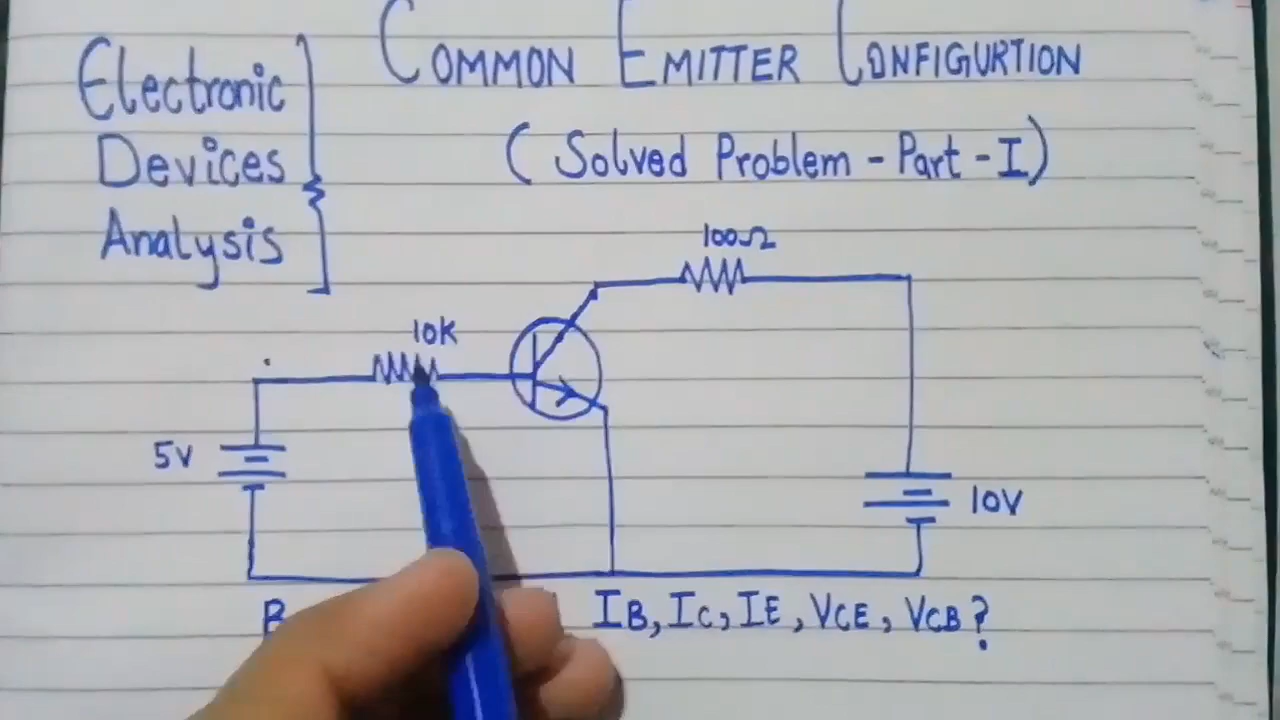 Electronic
Devices
Analysis
COMMON EMITTER CONFIGURTION
(Solved Problem - Part - I)
100Ω
10K
5V
10V
IB, IC, IE, VCE, VCB?